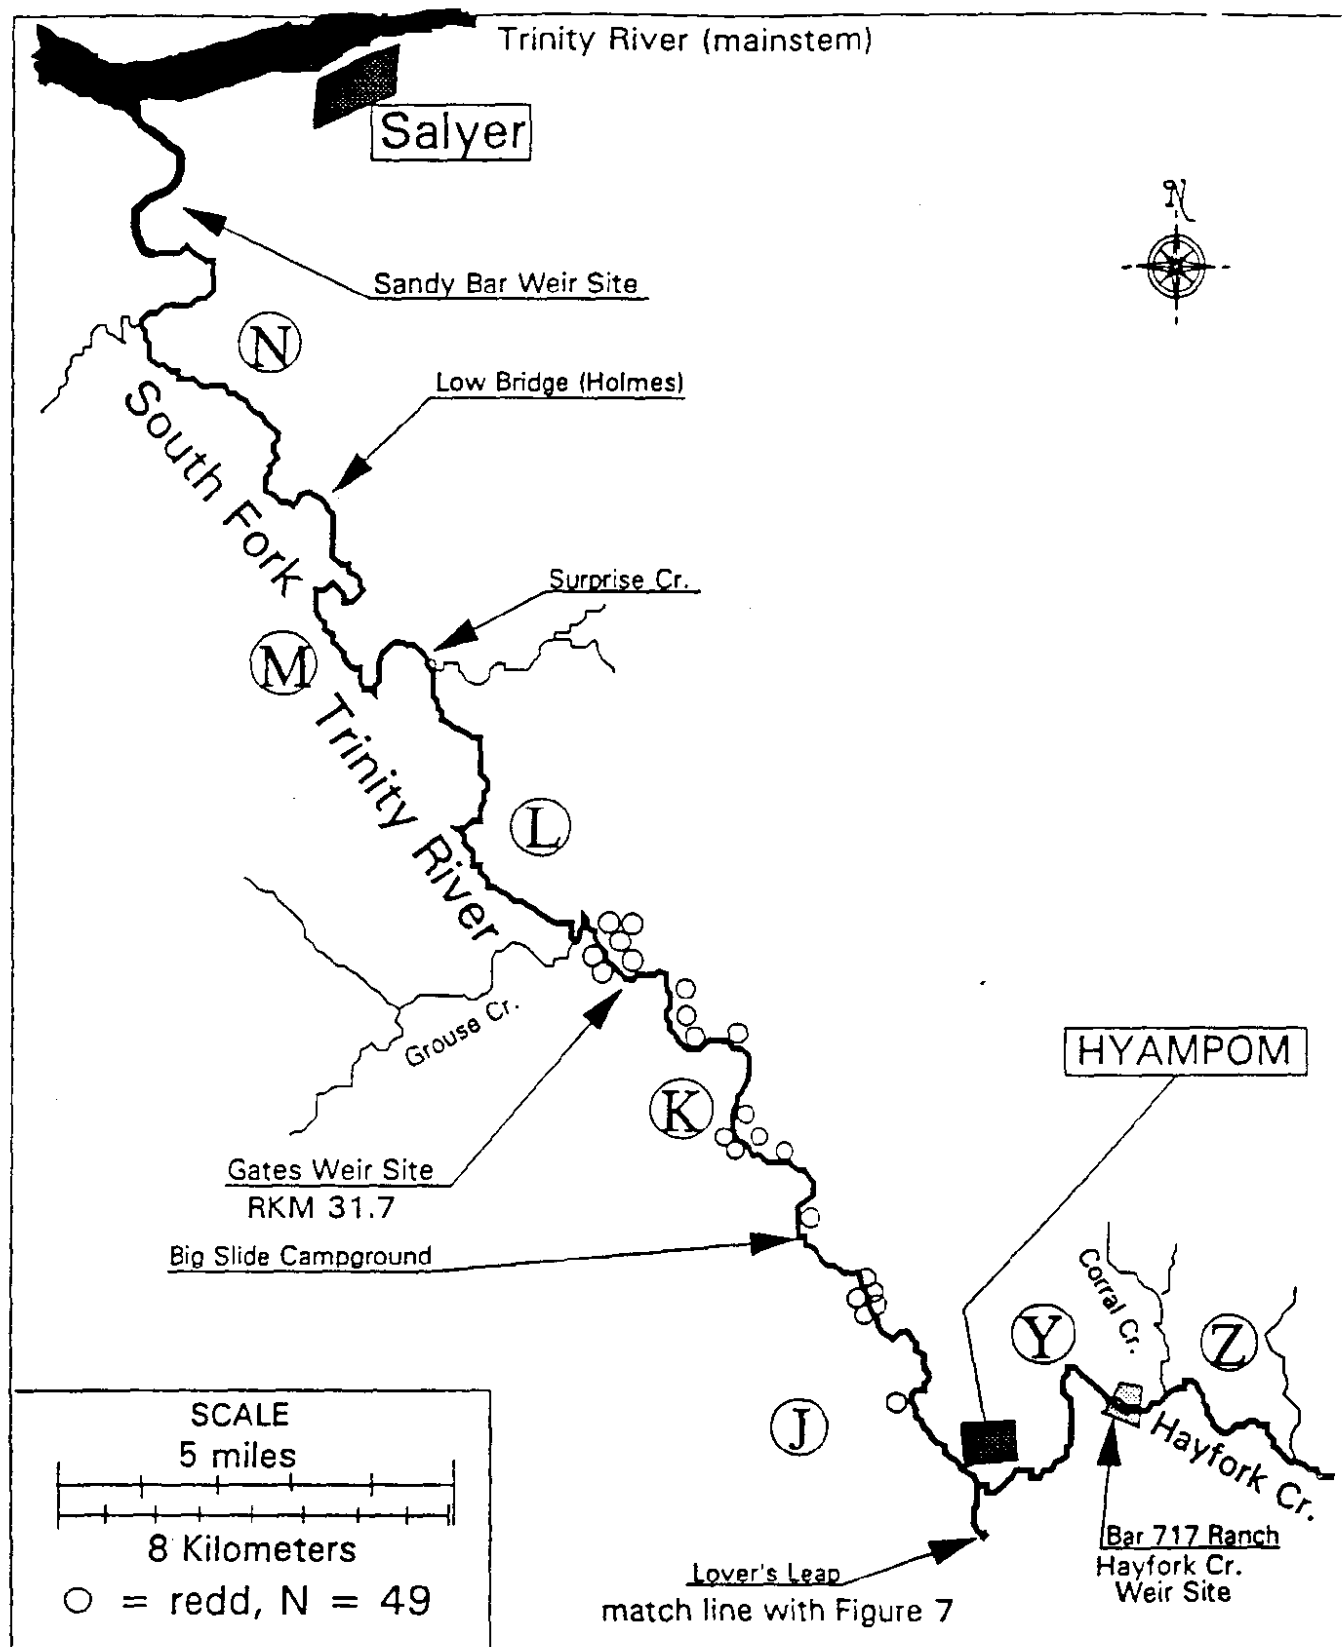 Trinity River (mainstem)
Salyer
N
Sandy Bar Weir Site
N
Low Bridge (Holmes)
South Fork
Surprise Cr.
M
Trinity
L
River
Grouse Cr.
HYAMPOM
K
Gates Weir Site
RKM 31.7
Big Slide Campground
Corral Cr.
Y
Z
J
Hayfork Cr.
SCALE
5 miles
8 Kilometers
= redd, N = 49
Bar 717 Ranch
Hayfork Cr.
Weir Site
Lover's Leap
match line with Figure 7